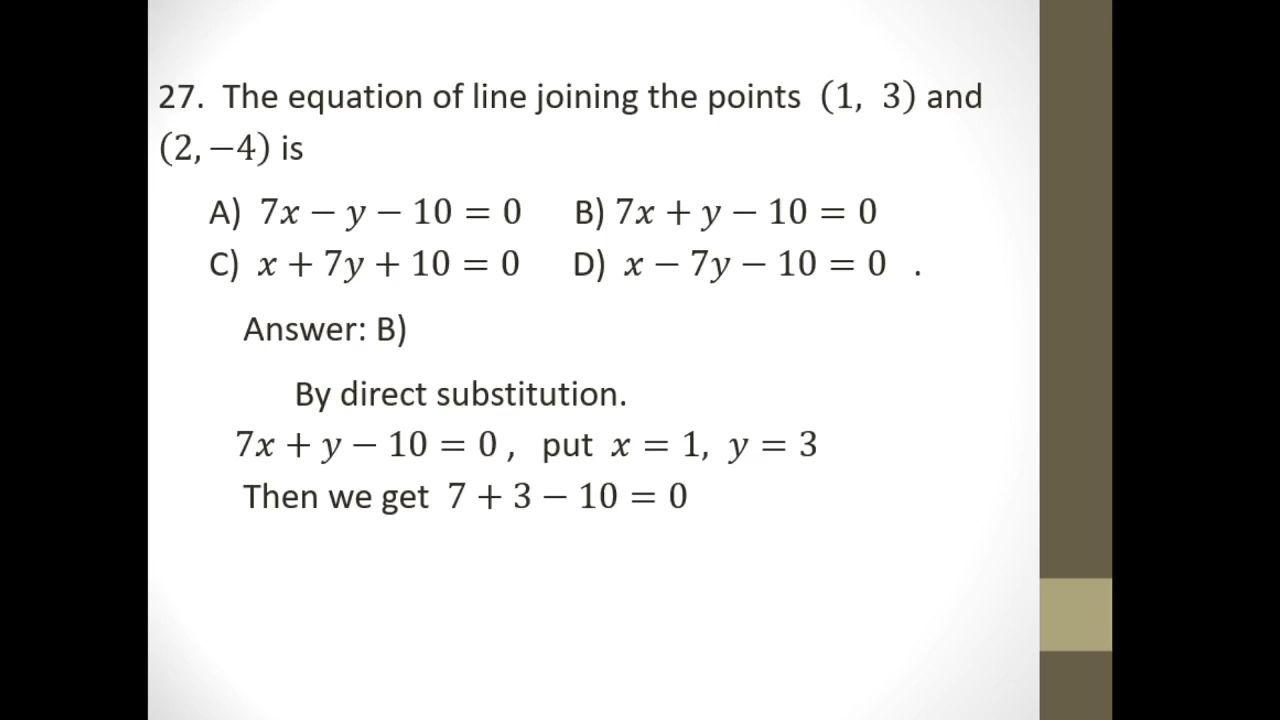 27. The equation of line joining the points (1, 3) and
(2, −4) is
A) 7x − y − 10 = 0 B) 7x + y − 10 = 0
C) x + 7y + 10 = 0 D) x − 7y − 10 = 0 .
Answer: B)
By direct substitution.
7x + y − 10 = 0 , put x = 1, y = 3
Then we get 7 + 3 − 10 = 0